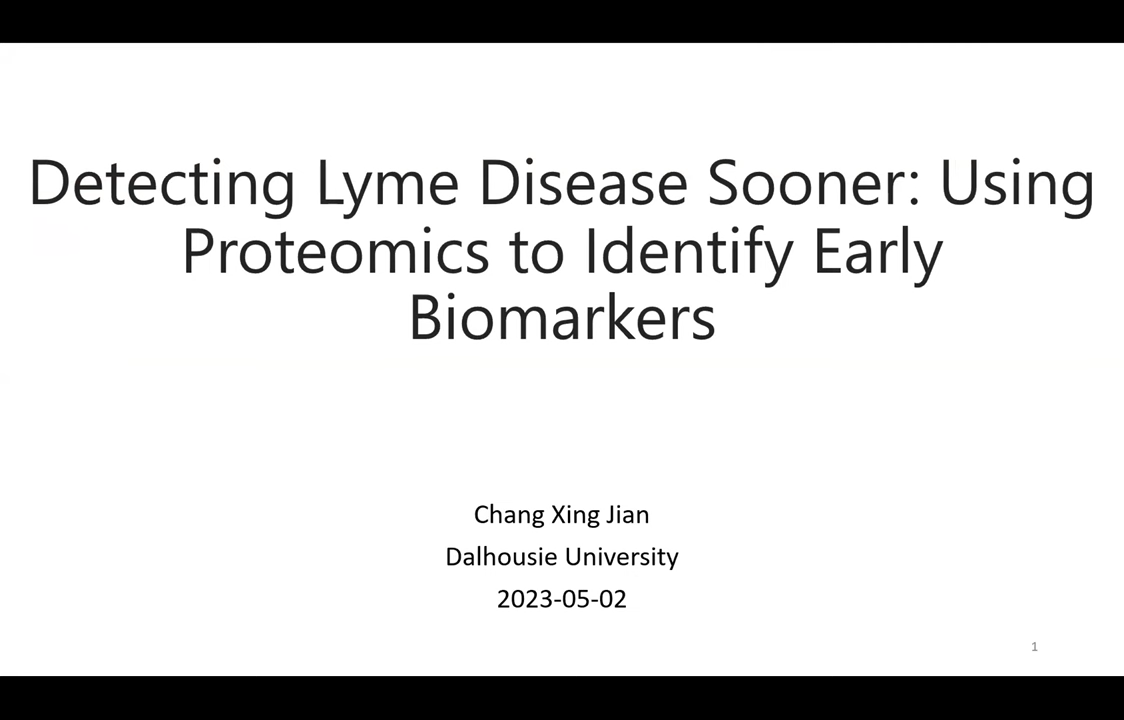 Detecting Lyme Disease Sooner: Using
Proteomics to Identify Early
Biomarkers
Chang Xing Jian
Dalhousie University
2023-05-02
1